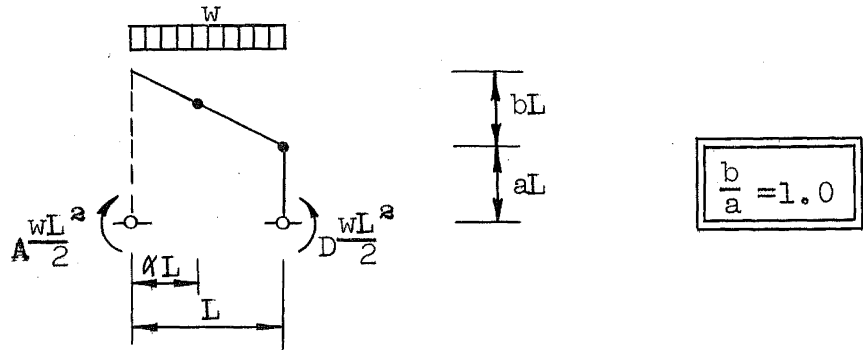 w
bL
aL
b/a = 1.0
A wL²/2
D wL²/2
αL
L